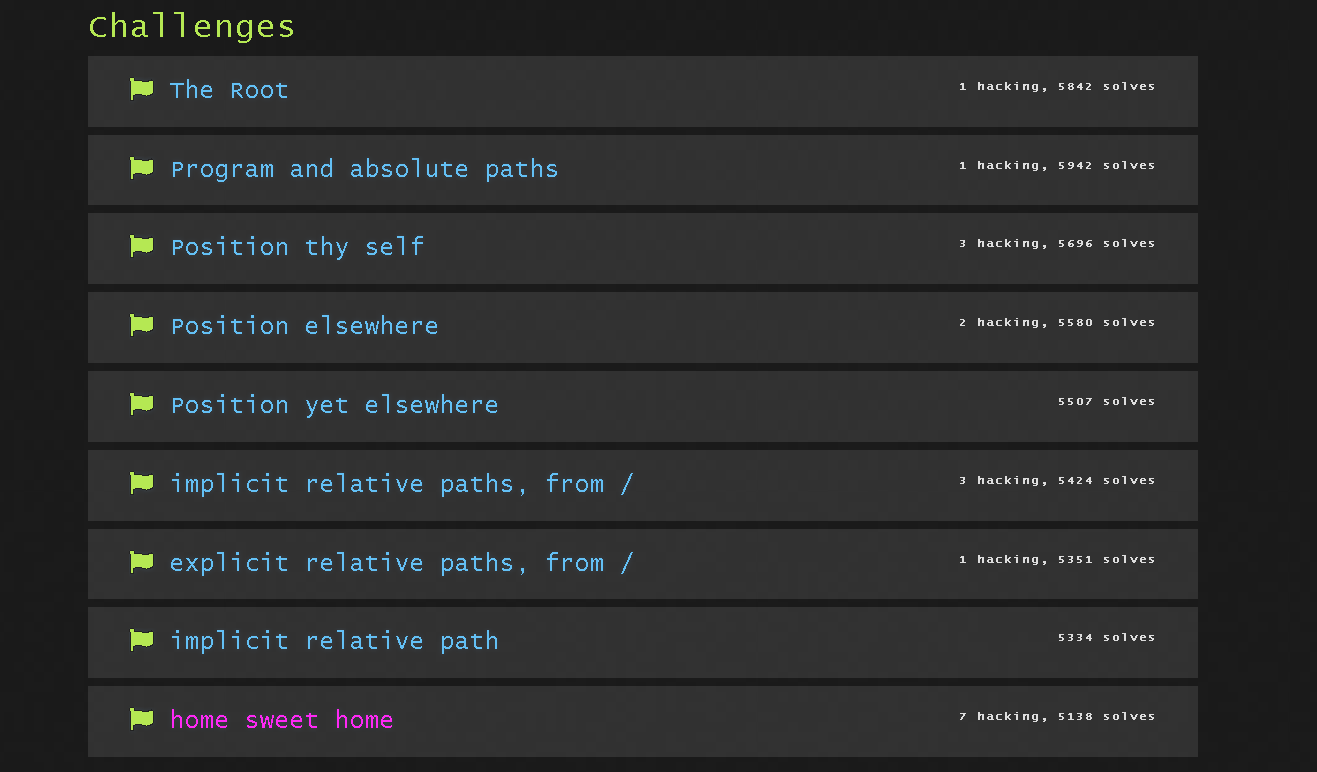 Challenges
The Root 1 hacking, 5842 solves
Program and absolute paths 1 hacking, 5942 solves
Position thy self 3 hacking, 5696 solves
Position elsewhere 2 hacking, 5580 solves
Position yet elsewhere 5507 solves
implicit relative paths, from / 3 hacking, 5424 solves
explicit relative paths, from / 1 hacking, 5351 solves
implicit relative path 5334 solves
home sweet home 7 hacking, 5138 solves